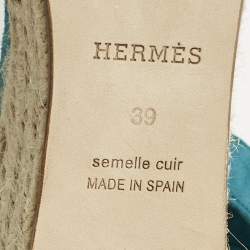 HERMÈS
39
semelle cuir
MADE IN SPAIN